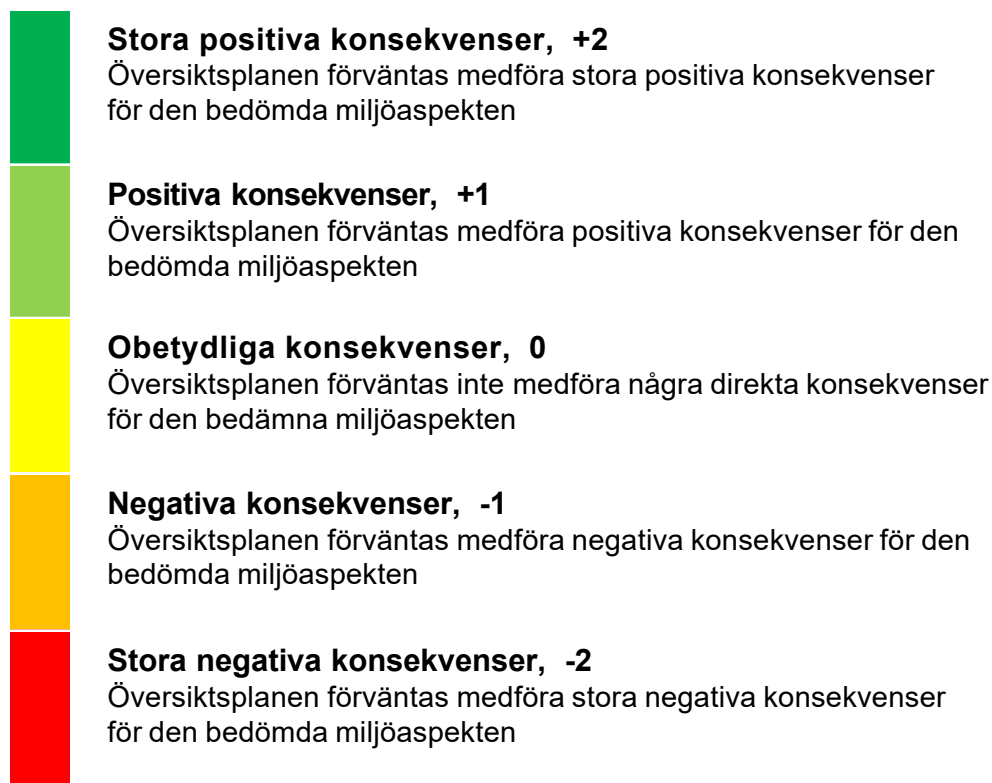 Stora positiva konsekvenser, +2
Översiktsplanen förväntas medföra stora positiva konsekvenser
för den bedömda miljöaspekten
Positiva konsekvenser, +1
Översiktsplanen förväntas medföra positiva konsekvenser för den
bedömda miljöaspekten
Obetydliga konsekvenser, 0
Översiktsplanen förväntas inte medföra några direkta konsekvenser
för den bedämna miljöaspekten
Negativa konsekvenser, -1
Översiktsplanen förväntas medföra negativa konsekvenser för den
bedömda miljöaspekten
Stora negativa konsekvenser, -2
Översiktsplanen förväntas medföra stora negativa konsekvenser
för den bedömda miljöaspekten